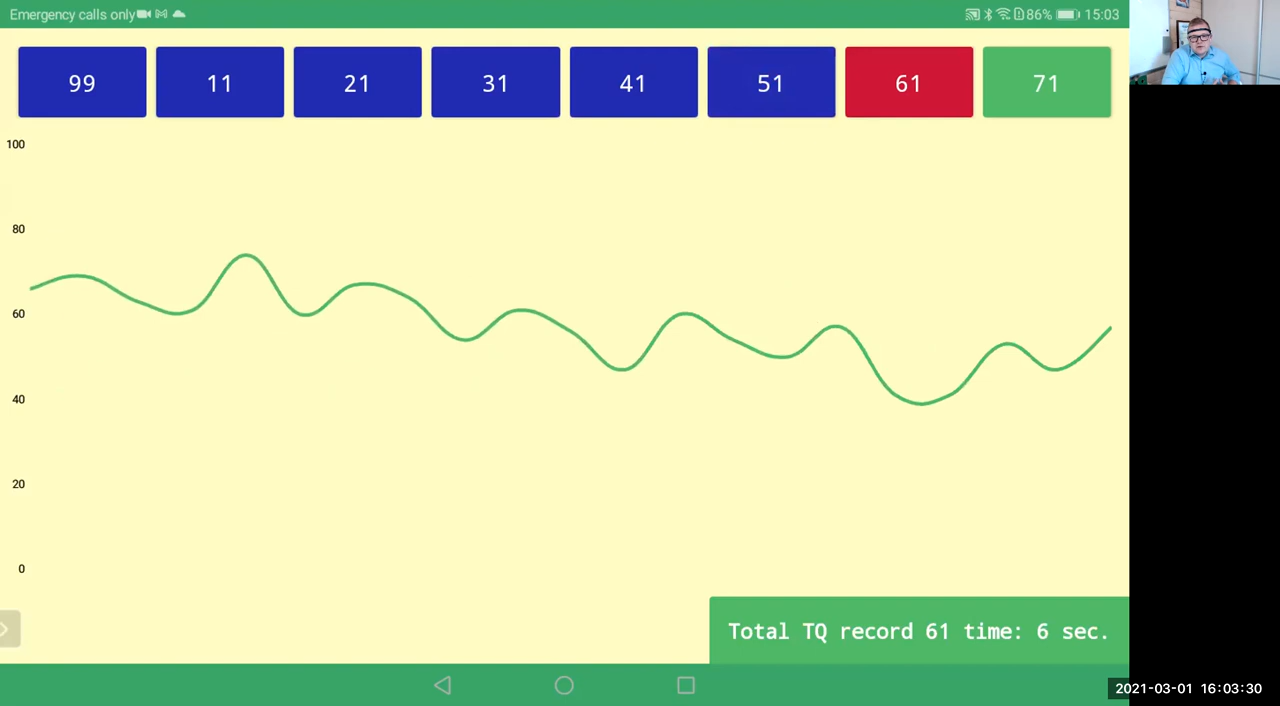 Emergency calls only
86% 15:03
99 11 21 31 41 51 61 71
100
80
60
40
20
0
Total TQ record 61 time: 6 sec.
2021-03-01 16:03:30